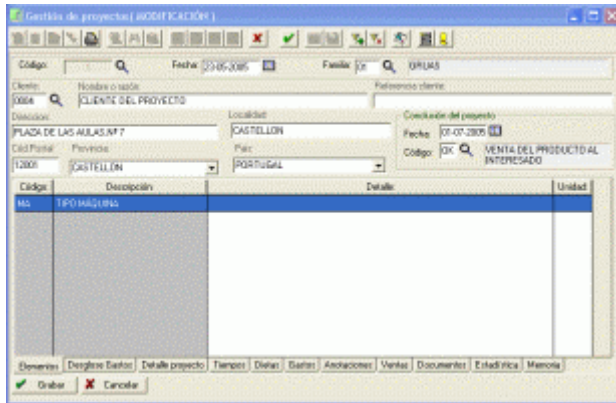 Gestión de proyectos ( MODIFICACIÓN )
Código: 1 Fecha: 23-05-2005 Familia: 01 GRUAS
Cliente: Nombre o razón: Referencia cliente:
0004 CLIENTE DEL PROYECTO
Dirección: Localidad: Conclusión del proyecto
PLAZA DE LAS AULAS Nº 7 CASTELLON Fecha: 01-07-2005
Cód.Postal Provincia: País: Código: OK VENTA DEL PRODUCTO AL INTERESADO
12001 CASTELLON PORTUGAL
Código Descripción Detalle Unidad
MA TIPO MÁQUINA
Elementos Desglose Gastos Detalle proyecto Tiempos Dietas Gastos Anotaciones Ventas Documentos Estadística Memoria
Grabar Cancelar